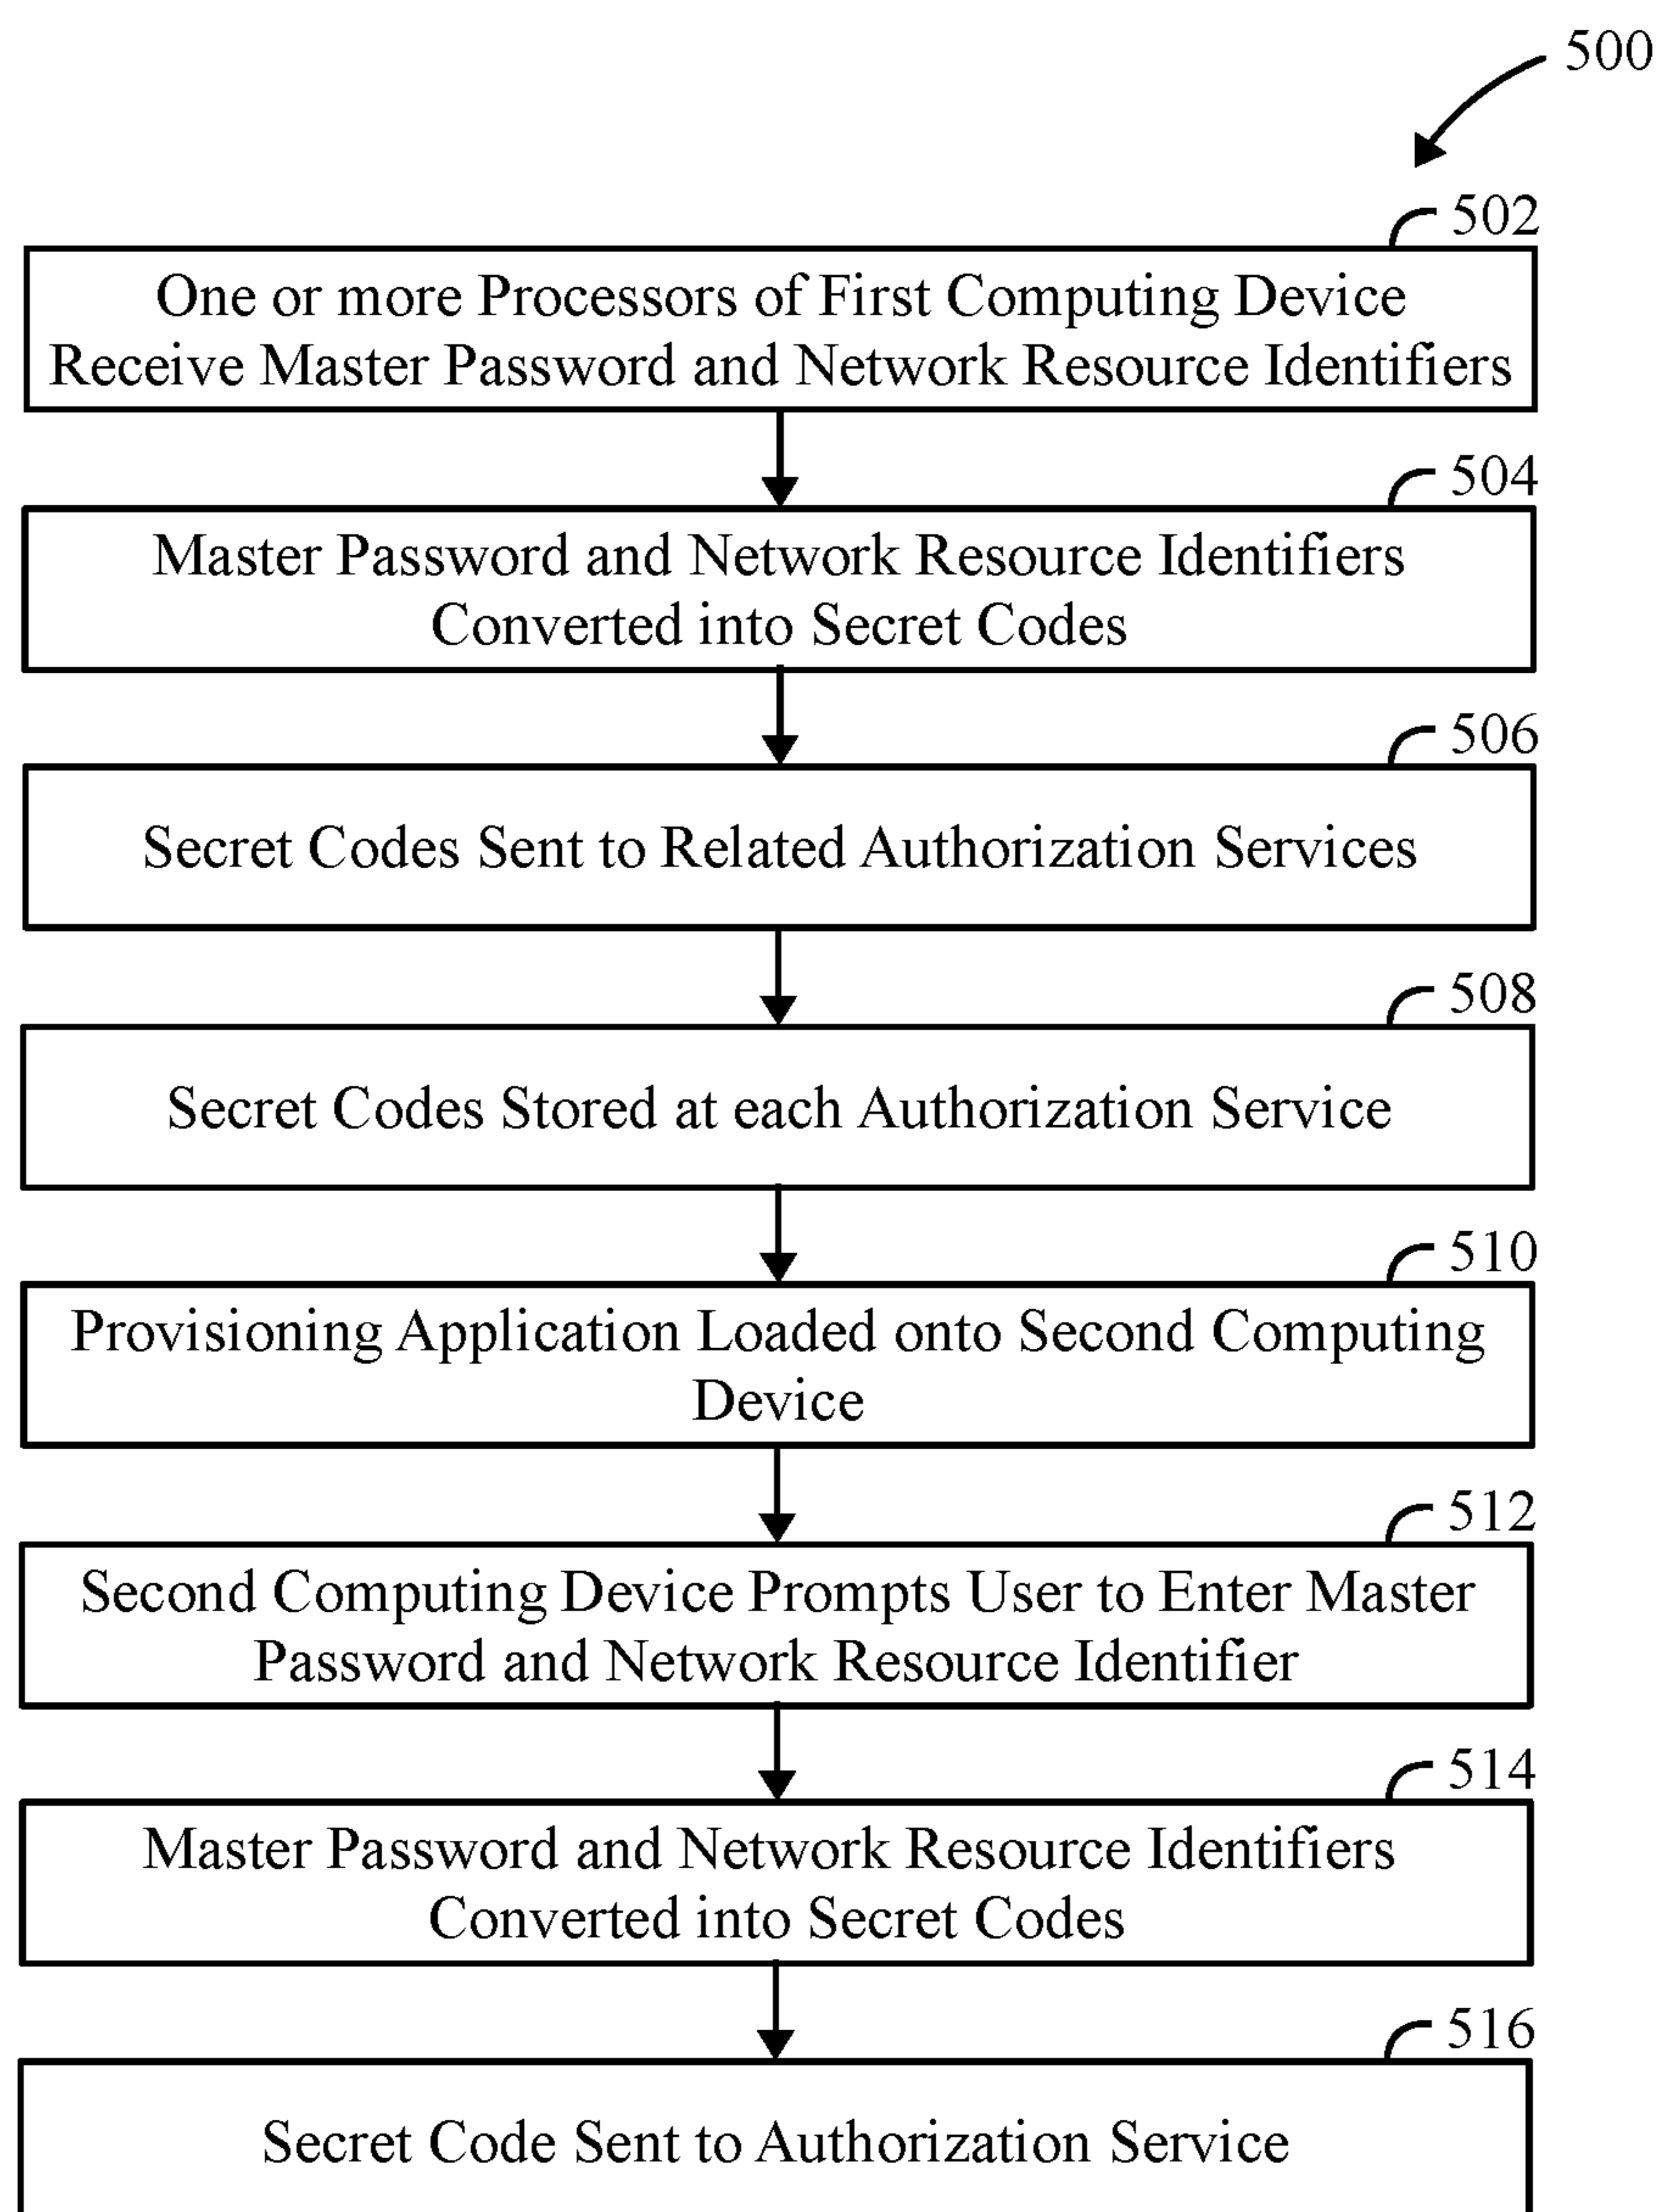 500
502
One or more Processors of First Computing Device
Receive Master Password and Network Resource Identifiers
504
Master Password and Network Resource Identifiers
Converted into Secret Codes
506
Secret Codes Sent to Related Authorization Services
508
Secret Codes Stored at each Authorization Service
510
Provisioning Application Loaded onto Second Computing
Device
512
Second Computing Device Prompts User to Enter Master
Password and Network Resource Identifier
514
Master Password and Network Resource Identifiers
Converted into Secret Codes
516
Secret Code Sent to Authorization Service